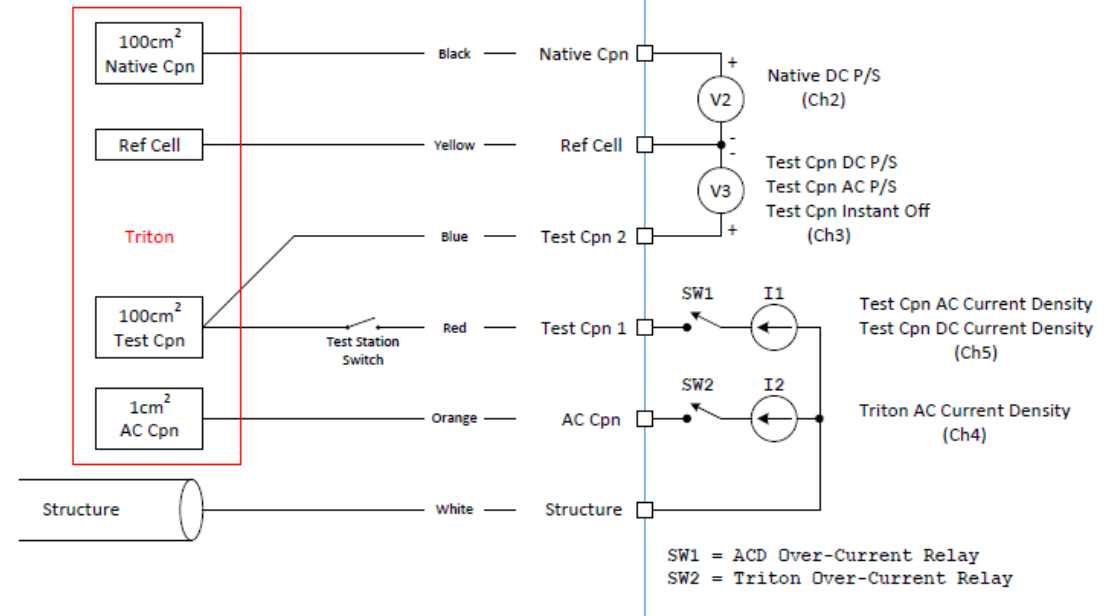 100cm2
Native Cpn
Black
Native Cpn
+
V2
Native DC P/S
(Ch2)
-
Ref Cell
Yellow
Ref Cell
-
V3
Test Cpn DC P/S
Test Cpn AC P/S
Test Cpn Instant Off
(Ch3)
+
Triton
Blue
Test Cpn 2
100cm2
Test Cpn
Test Station
Switch
Red
Test Cpn 1
SW1
I1
Test Cpn AC Current Density
Test Cpn DC Current Density
(Ch5)
1cm2
AC Cpn
Orange
AC Cpn
SW2
I2
Triton AC Current Density
(Ch4)
Structure
White
Structure
SW1 = ACD Over-Current Relay
SW2 = Triton Over-Current Relay